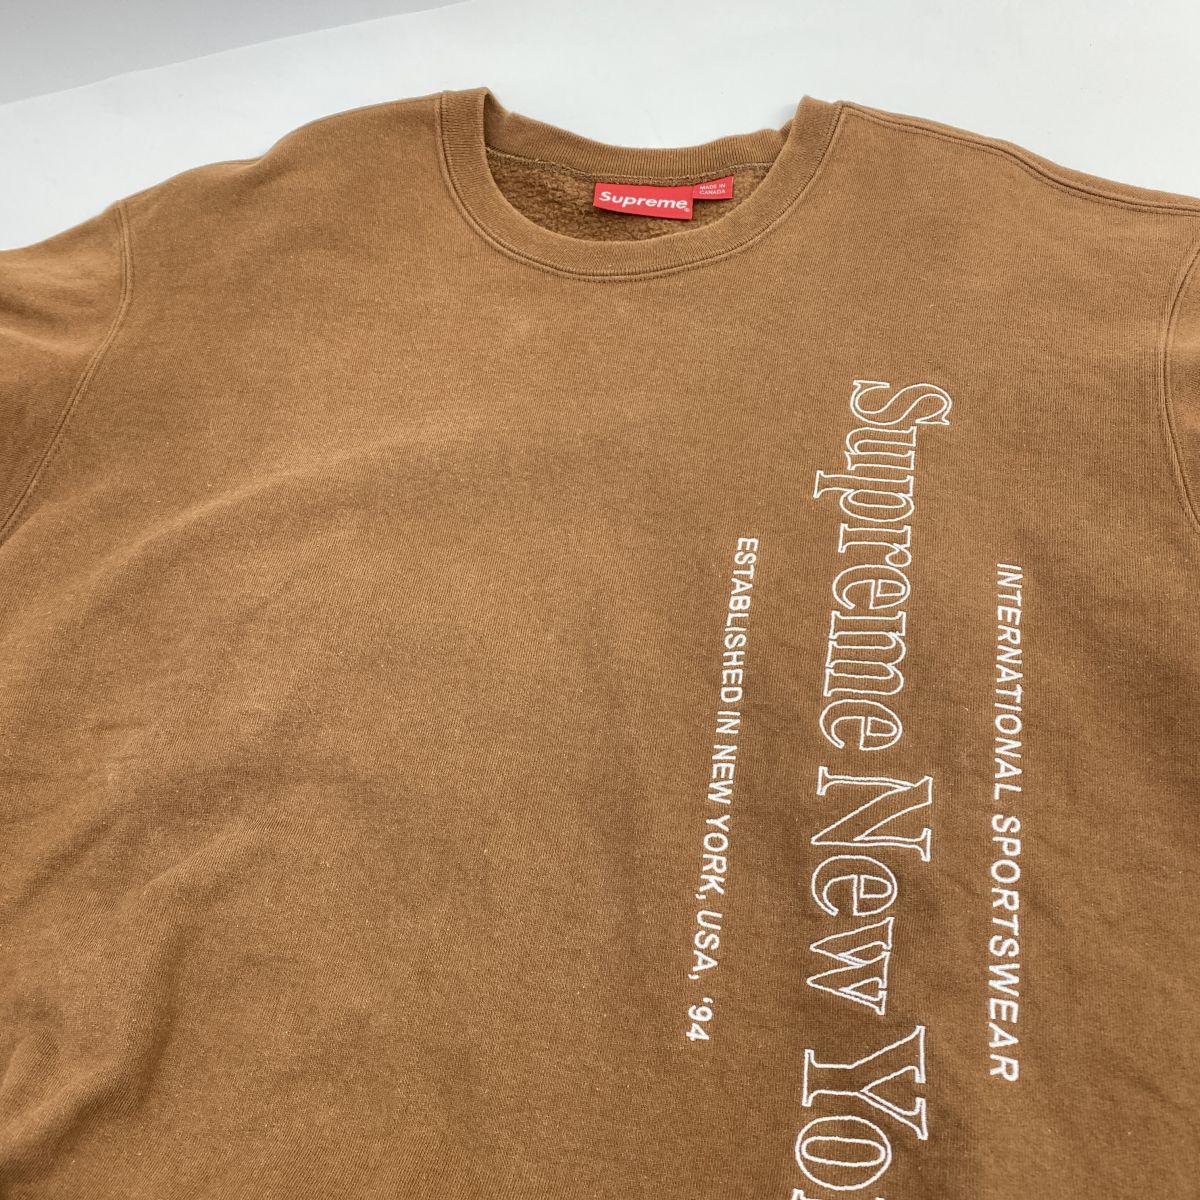 Supreme
MADE IN
CANADA
INTERNATIONAL SPORTSWEAR
Supreme New Yo
ESTABLISHED IN NEW YORK, USA, '94